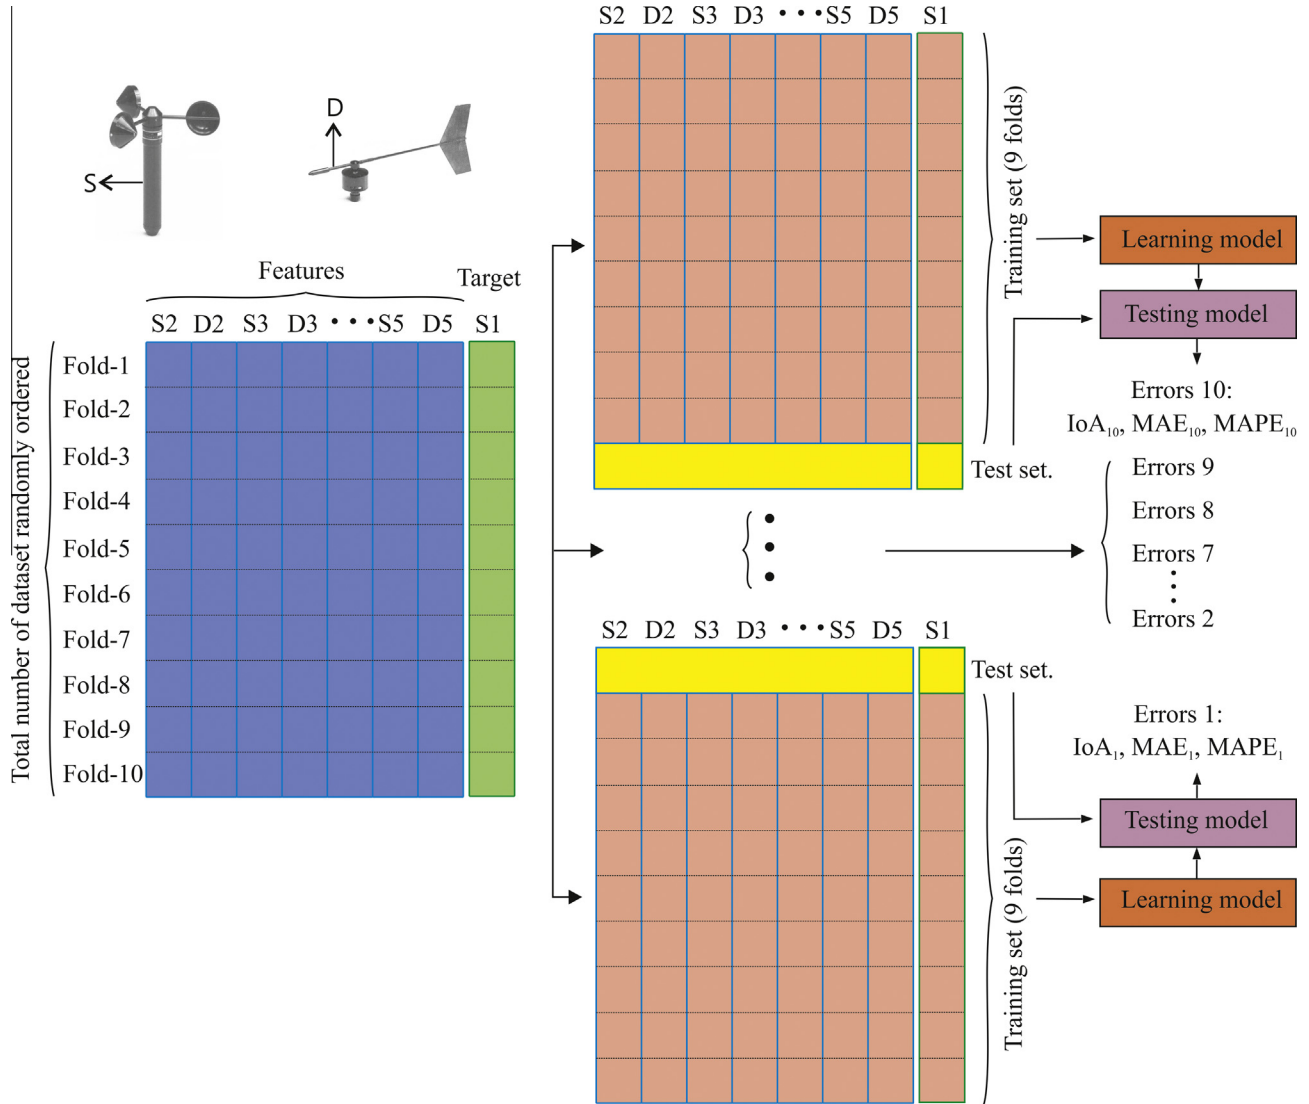 S
D
Features
Target
S2 D2 S3 D3 • • • S5 D5 S1
Total number of dataset randomly ordered
Fold-1
Fold-2
Fold-3
Fold-4
Fold-5
Fold-6
Fold-7
Fold-8
Fold-9
Fold-10
S2 D2 S3 D3 • • • S5 D5 S1
Training set (9 folds)
Test set.
Learning model
Testing model
Errors 10:
IoA₁₀, MAE₁₀, MAPE₁₀
Errors 9
Errors 8
Errors 7
Errors 2
S2 D2 S3 D3 • • • S5 D5 S1
Test set.
Training set (9 folds)
Errors 1:
IoA₁, MAE₁, MAPE₁
Testing model
Learning model